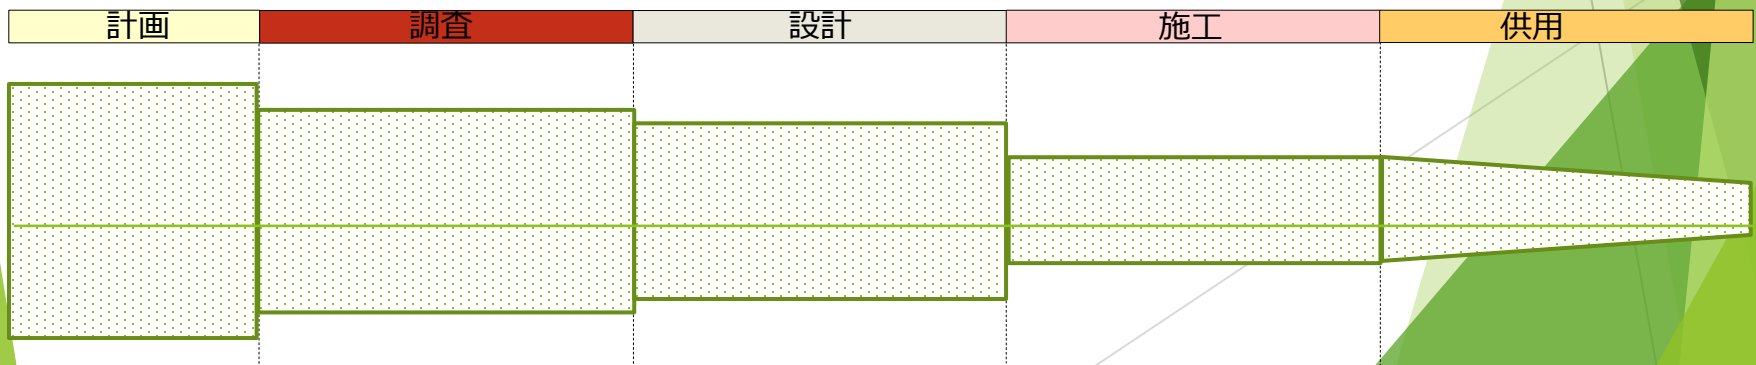 計画 調査 設計 施工 供用